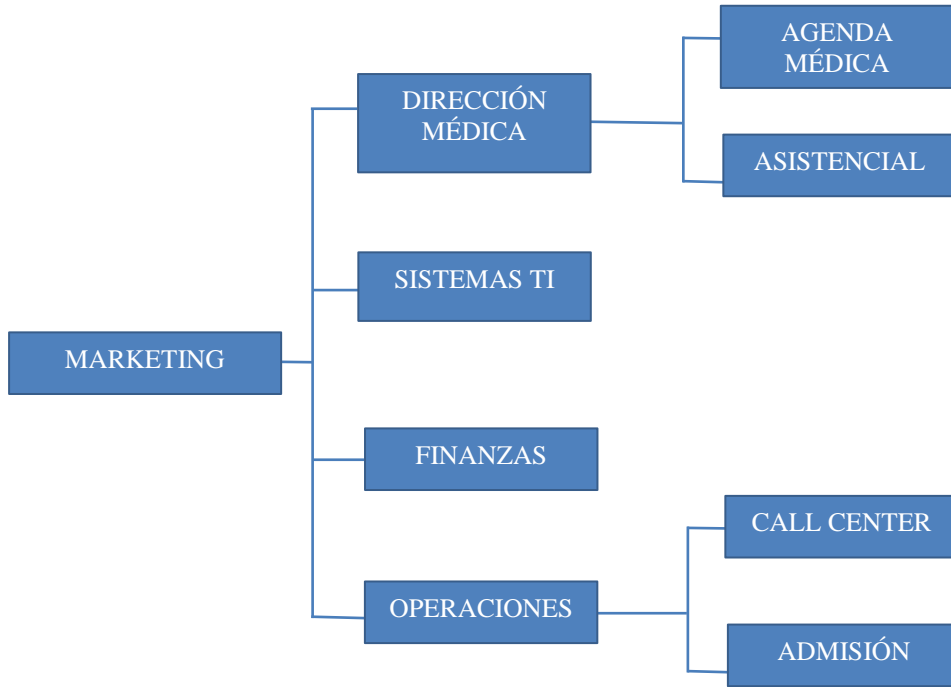 AGENDA
MÉDICA
DIRECCIÓN
MÉDICA
ASISTENCIAL
SISTEMAS TI
MARKETING
FINANZAS
CALL CENTER
OPERACIONES
ADMISIÓN